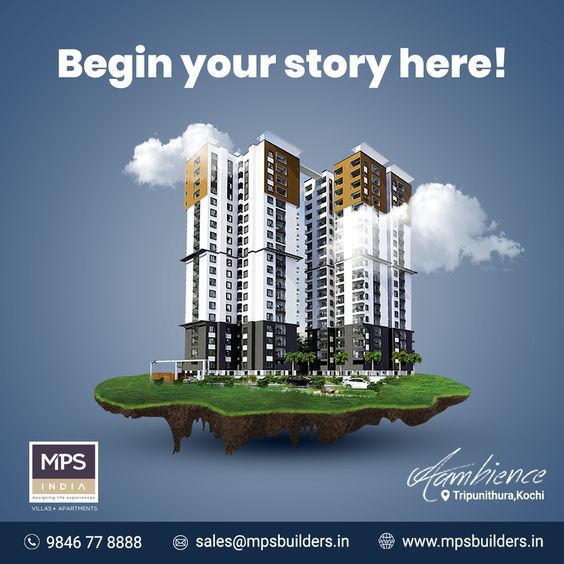 Begin your story here!
MPS
INDIA
designing life experiences
VILLAS • APARTMENTS
Aambience
Tripunithura,Kochi
9846 77 8888
sales@mpsbuilders.in
www.mpsbuilders.in